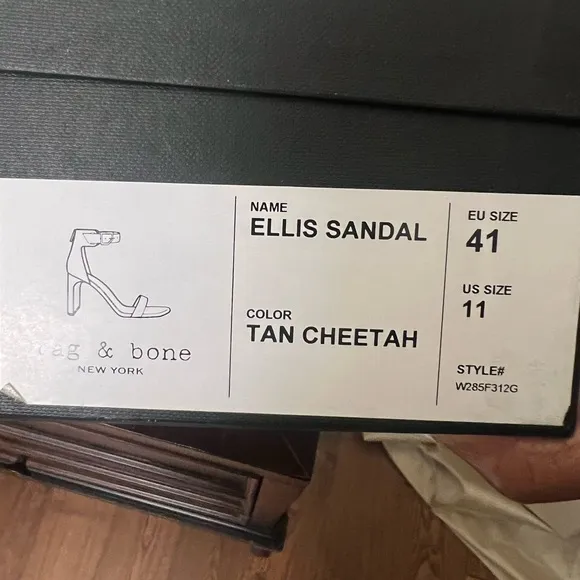 NAME
ELLIS SANDAL
COLOR
TAN CHEETAH
EU SIZE
41
US SIZE
11
STYLE#
W285F312G
rag & bone
NEW YORK